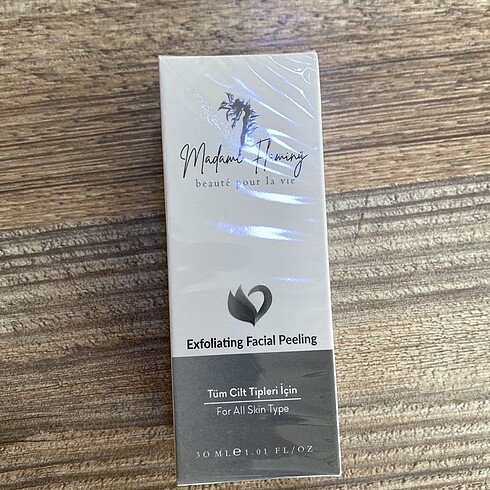 Madame Flaming
beauté pour la vie
Exfoliating Facial Peeling
Tüm Cilt Tipleri İçin
For All Skin Type
30 ML℮1.01 FL/OZ